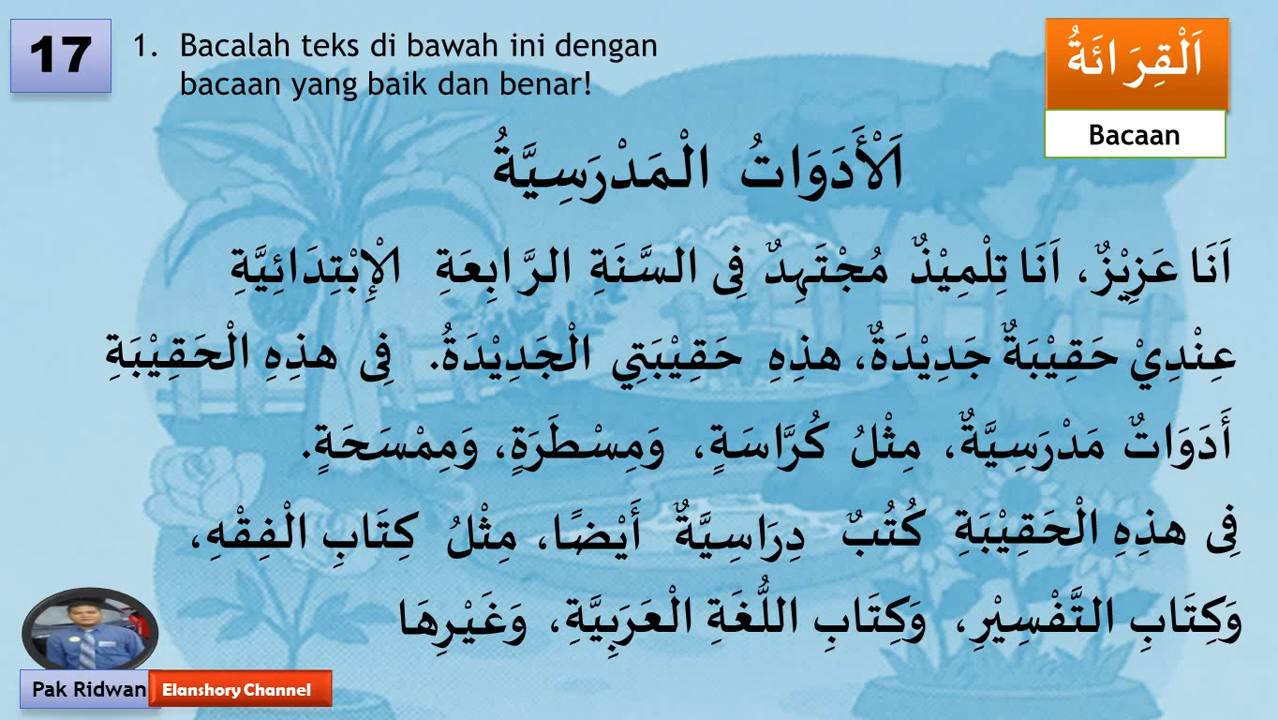 17
1. Bacalah teks di bawah ini dengan
bacaan yang baik dan benar!
اَلْقِرَائَةُ
Bacaan
اَلْأَدَوَاتُ الْمَدْرَسِيَّةُ
اَنَا عَزِيْزٌ، اَنَا تِلْمِيْذٌ مُجْتَهِدٌ فِى السَّنَةِ الرَّابِعَةِ الْإِبْتِدَائِيَّةِ
عِنْدِيْ حَقِيْبَةٌ جَدِيْدَةٌ، هذِهِ حَقِيْبَتِي الْجَدِيْدَةُ. فِى هذِهِ الْحَقِيْبَةِ
أَدَوَاتٌ مَدْرَسِيَّةٌ، مِثْلُ كُرَّاسَةٍ، وَمِسْطَرَةٍ، وَمِمْسَحَةٍ.
فِى هذِهِ الْحَقِيْبَةِ كُتُبٌ دِرَاسِيَّةٌ أَيْضًا، مِثْلُ كِتَابِ الْفِقْهِ،
وَكِتَابِ التَّفْسِيْرِ، وَكِتَابِ اللُّغَةِ الْعَرَبِيَّةِ، وَغَيْرِهَا
Pak Ridwan
Elanshory Channel